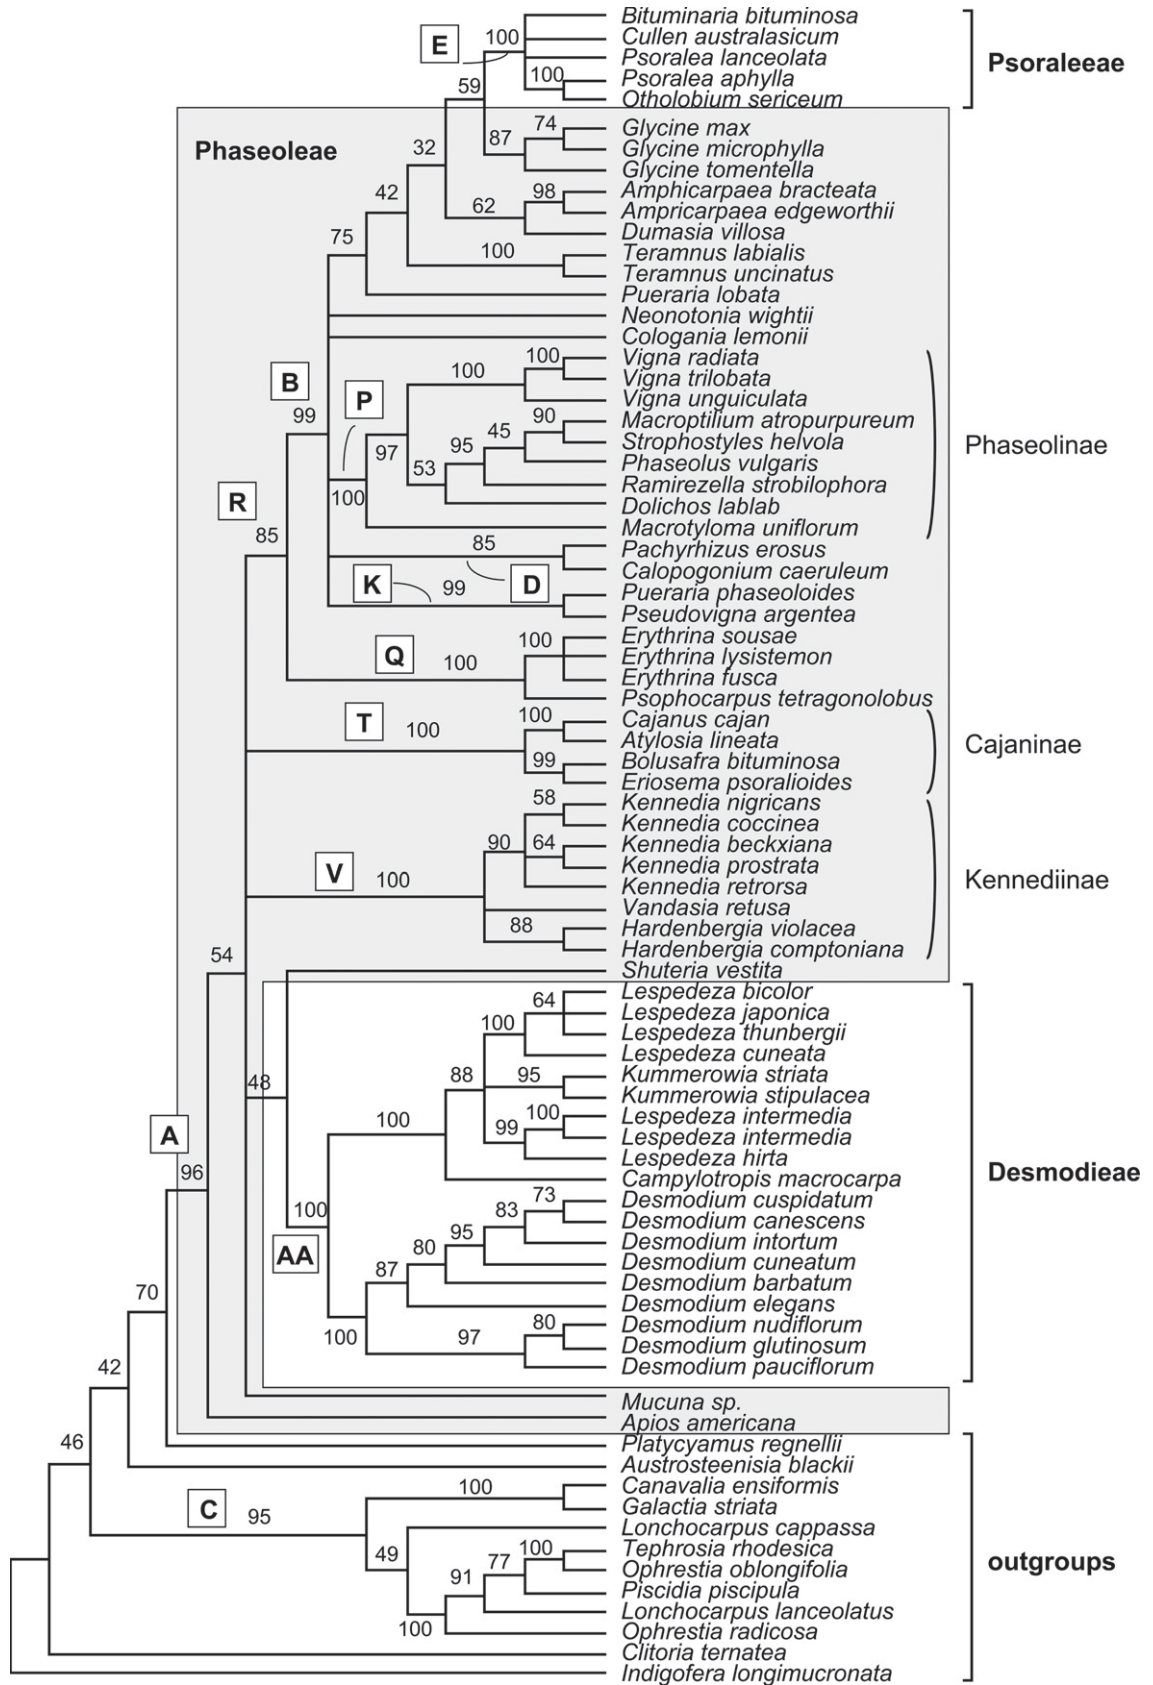 Bituminaria bituminosa
E 100 Cullen australasicum
Psoralea lanceolata Psoraleeae
100 Psoralea aphylla
59 Otholobium sericeum
74 Glycine max
Phaseoleae 32 87 Glycine microphylla
Glycine tomentella
42 62 98 Amphicarpaea bracteata
Ampricarpaea edgeworthii
75 Dumasia villosa
100 Teramnus labialis
Teramnus uncinatus
Pueraria lobata
Neonotonia wightii
Cologania lemonii
100 Vigna radiata
B 100 Vigna trilobata
P Vigna unguiculata
99 90 Macroptilium atropurpureum
97 95 45 Strophostyles helvola Phaseolinae
53 Phaseolus vulgaris
R 100 Ramirezella strobilophora
Dolichos lablab
85 Macrotyloma uniflorum
85 Pachyrhizus erosus
K 99 D Calopogonium caeruleum
Pueraria phaseoloides
Pseudovigna argentea
100 Erythrina sousae
Q 100 Erythrina lysistemon
Erythrina fusca
Psophocarpus tetragonolobus
T 100 100 Cajanus cajan
Atylosia lineata Cajaninae
99 Bolusafra bituminosa
Eriosema psoralioides
58 Kennedia nigricans
Kennedia coccinea
90 64 Kennedia beckxiana
V 100 Kennedia prostrata Kennediinae
Kennedia retrorsa
Vandasia retusa
88 Hardenbergia violacea
54 Hardenbergia comptoniana
Shuteria vestita
64 Lespedeza bicolor
100 Lespedeza japonica
Lespedeza thunbergii
Lespedeza cuneata
48 88 95 Kummerowia striata
Kummerowia stipulacea
A 100 100 Lespedeza intermedia
99 Lespedeza intermedia
Lespedeza hirta
96 Campylotropis macrocarpa Desmodieae
73 Desmodium cuspidatum
100 83 Desmodium canescens
AA 95 Desmodium intortum
80 Desmodium cuneatum
87 Desmodium barbatum
70 Desmodium elegans
100 80 Desmodium nudiflorum
97 Desmodium glutinosum
42 Desmodium pauciflorum
Mucuna sp.
Apios americana
46 Platycyamus regnellii
Austrosteenisia blackii
100 Canavalia ensiformis
C 95 Galactia striata
Lonchocarpus cappassa
49 100 Tephrosia rhodesica
77 Ophrestia oblongifolia outgroups
91 Piscidia piscipula
Lonchocarpus lanceolatus
100 Ophrestia radicosa
Clitoria ternatea
Indigofera longimucronata